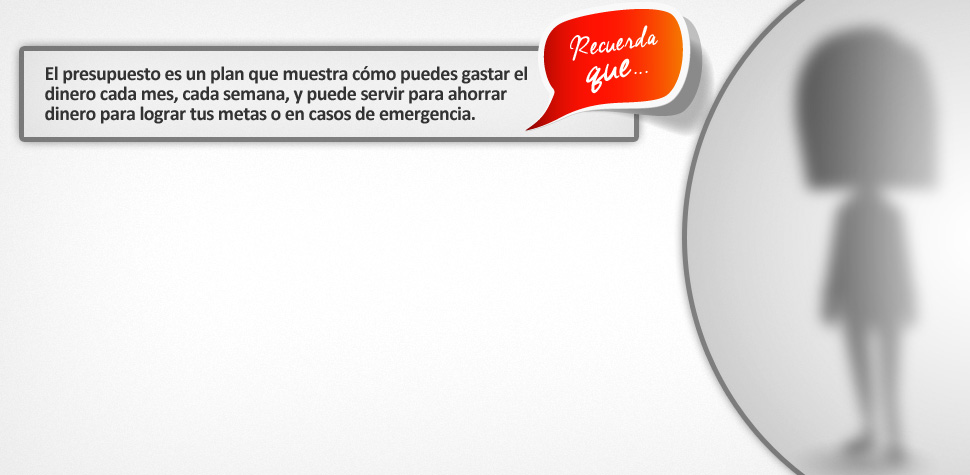 Recuerda
que...
El presupuesto es un plan que muestra cómo puedes gastar el
dinero cada mes, cada semana, y puede servir para ahorrar
dinero para lograr tus metas o en casos de emergencia.